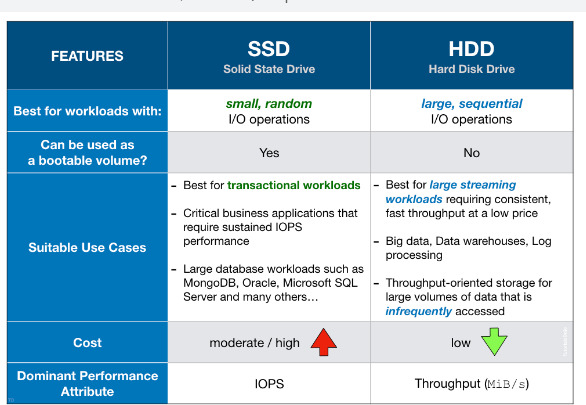 FEATURES
SSD
Solid State Drive
HDD
Hard Disk Drive
Best for workloads with:
small, random
I/O operations
large, sequential
I/O operations
Can be used as
a bootable volume?
Yes
No
Suitable Use Cases
– Best for transactional workloads
– Critical business applications that
require sustained IOPS
performance
– Large database workloads such as
MongoDB, Oracle, Microsoft SQL
Server and many others…
– Best for large streaming
workloads requiring consistent,
fast throughput at a low price
– Big data, Data warehouses, Log
processing
– Throughput-oriented storage for
large volumes of data that is
infrequently accessed
Cost
moderate / high
low
Dominant Performance
Attribute
IOPS
Throughput (MiB/s)